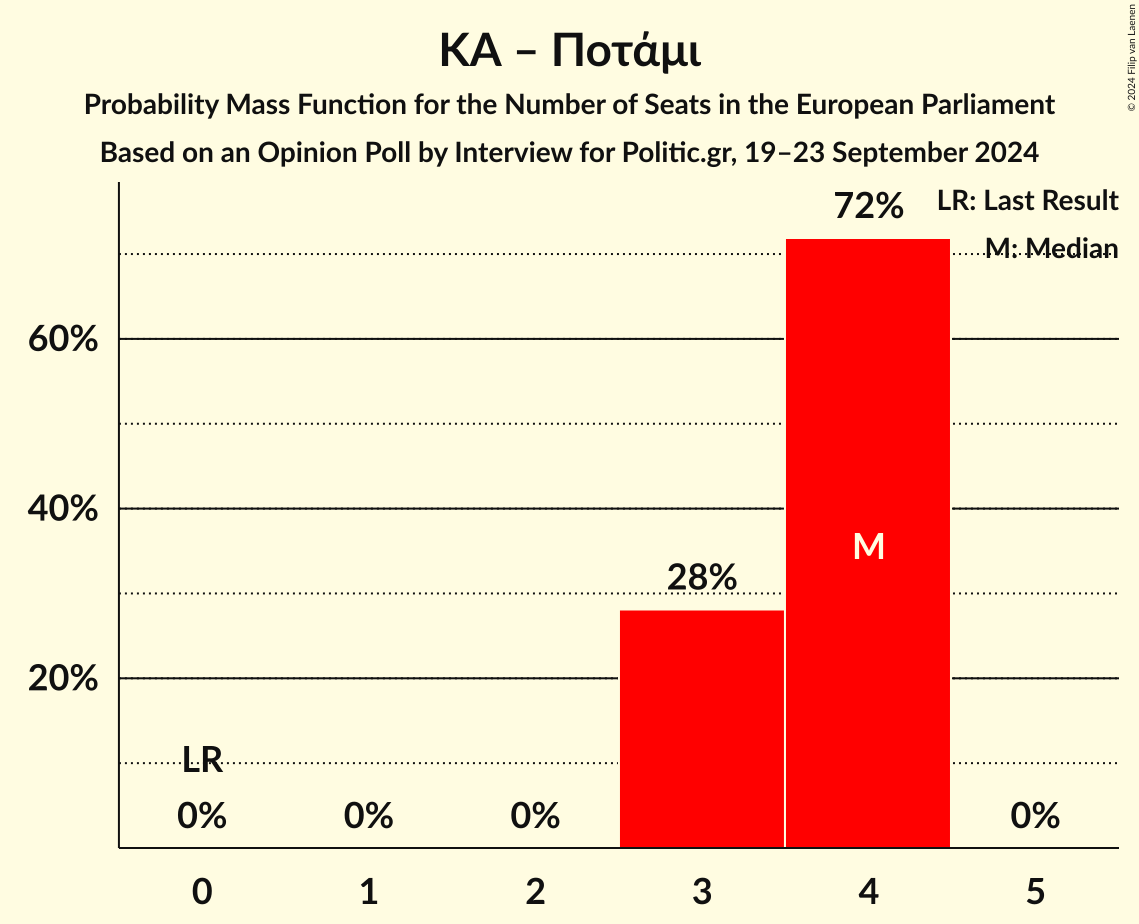 ΚΑ – Ποτάμι
Probability Mass Function for the Number of Seats in the European Parliament
Based on an Opinion Poll by Interview for Politic.gr, 19–23 September 2024
© 2024 Filip van Laenen
LR: Last Result
M: Median
72%
60%
40%
M
28%
20%
LR
0%
0%
0%
0%
0
1
2
3
4
5